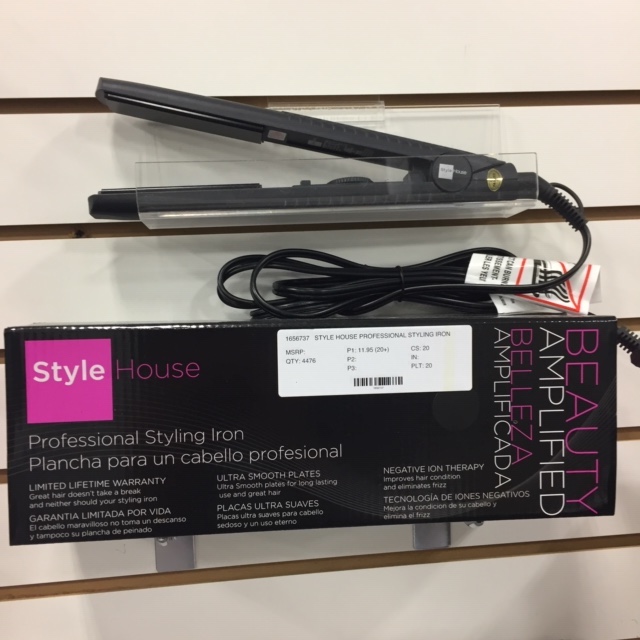 Style House
CAN BURN
1656737 STYLE HOUSE PROFESSIONAL STYLING IRON
MSRP: P1: 11.95 (20+) CS: 20
QTY: 4476 P2: IN:
P3: PLT: 20
Style House
Professional Styling Iron
Plancha para un cabello profesional
LIMITED LIFETIME WARRANTY
Great hair doesn't take a break
and neither should your styling iron
GARANTÍA LIMITADA POR VIDA
El cabello maravilloso no toma un descanso
y tampoco su plancha de peinado
ULTRA SMOOTH PLATES
Ultra Smooth plates for long lasting
use and great hair
PLACAS ULTRA SUAVES
Placas ultra suaves para cabello
sedoso y un uso eterno
NEGATIVE ION THERAPY
Improves hair condition
and eliminates frizz
TECNOLOGÍA DE IONES NEGATIVOS
Mejora la condicion de su cabello y
elimina el frizz
BEAUTY
AMPLIFIED
BELLEZA
AMPLIFICADA